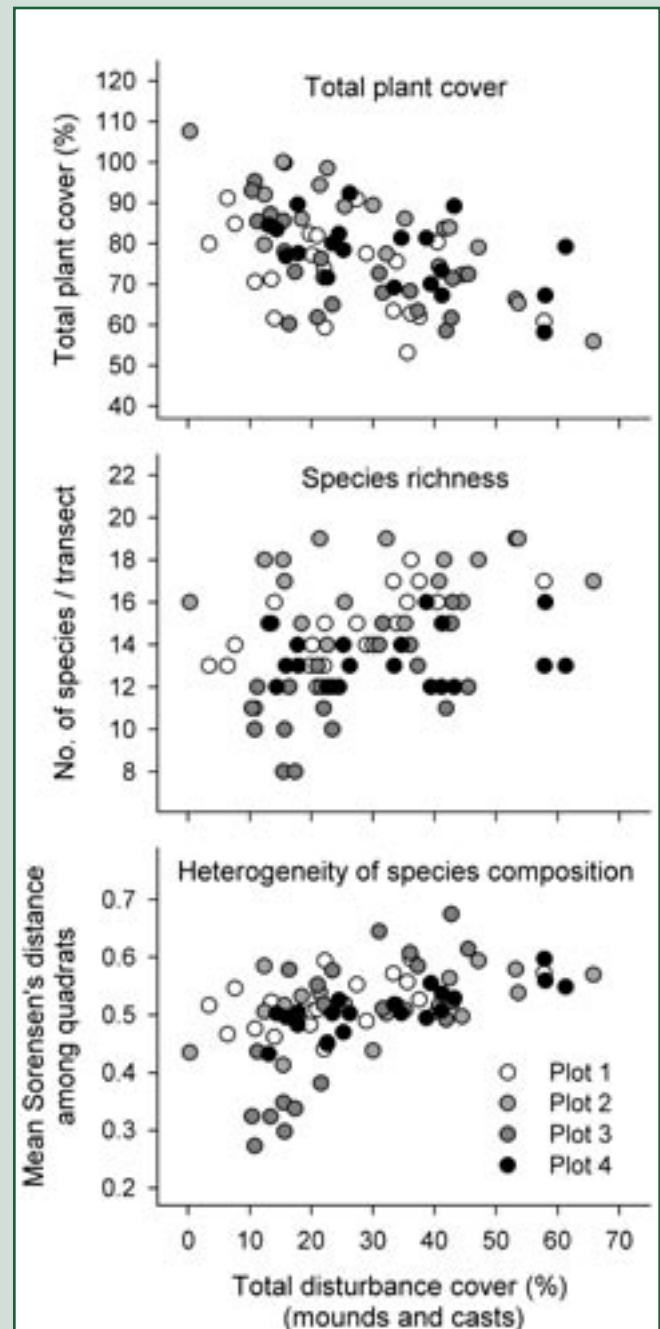 Total plant cover
Total plant cover (%)
120
110
100
90
80
70
60
50
40
Species richness
No. of species / transect
22
20
18
16
14
12
10
8
Heterogeneity of species composition
Mean Sorensen's distance
among quadrats
0.7
0.6
0.5
0.4
0.3
0.2
Plot 1
Plot 2
Plot 3
Plot 4
0 10 20 30 40 50 60 70
Total disturbance cover (%)
(mounds and casts)